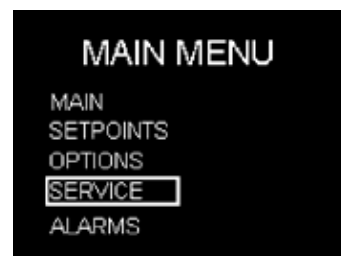 MAIN MENU
MAIN
SETPOINTS
OPTIONS
SERVICE
ALARMS